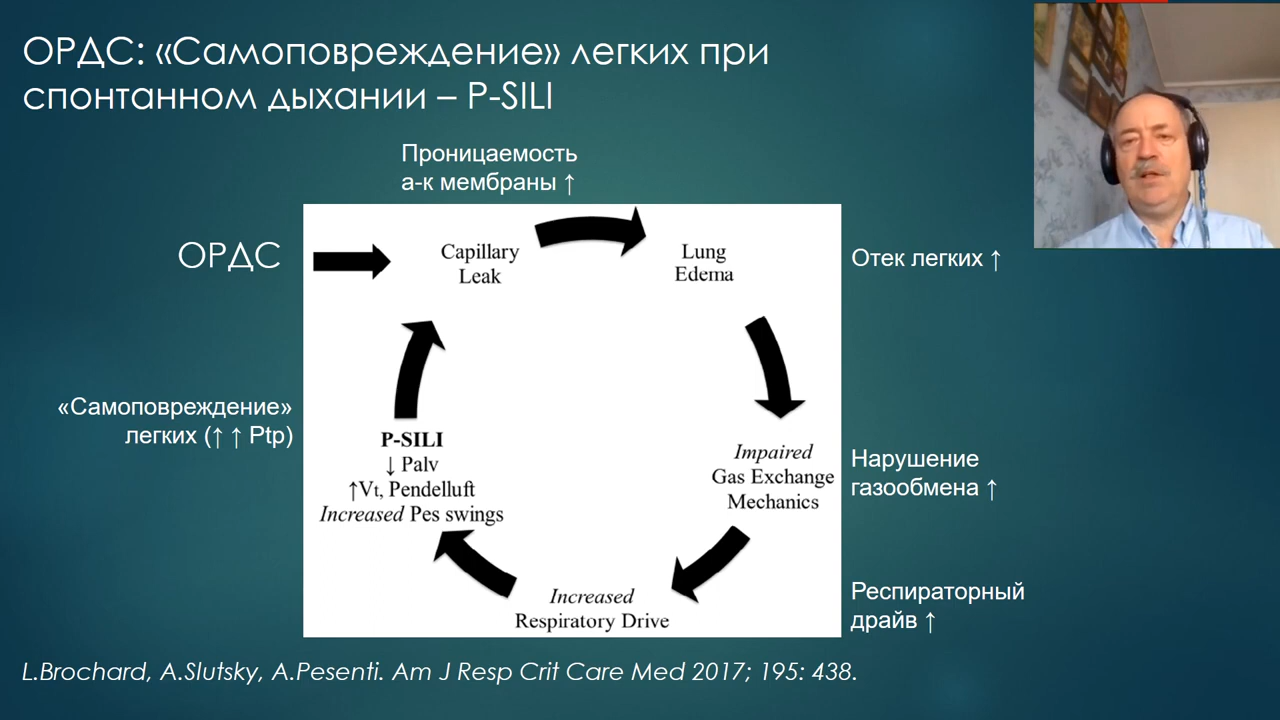 ОРДС: «Самоповреждение» легких при
спонтанном дыхании – P-SILI
Проницаемость
а-к мембраны ↑
ОРДС
Capillary
Leak
Lung
Edema
Отек легких ↑
«Самоповреждение»
легких (↑ ↑ Ptp)
P-SILI
↓ Palv
↑Vt, Pendelluft
Increased Pes swings
Impaired
Gas Exchange
Mechanics
Нарушение
газообмена ↑
Increased
Respiratory Drive
Респираторный
драйв ↑
L.Brochard, A.Slutsky, A.Pesenti. Am J Resp Crit Care Med 2017; 195: 438.